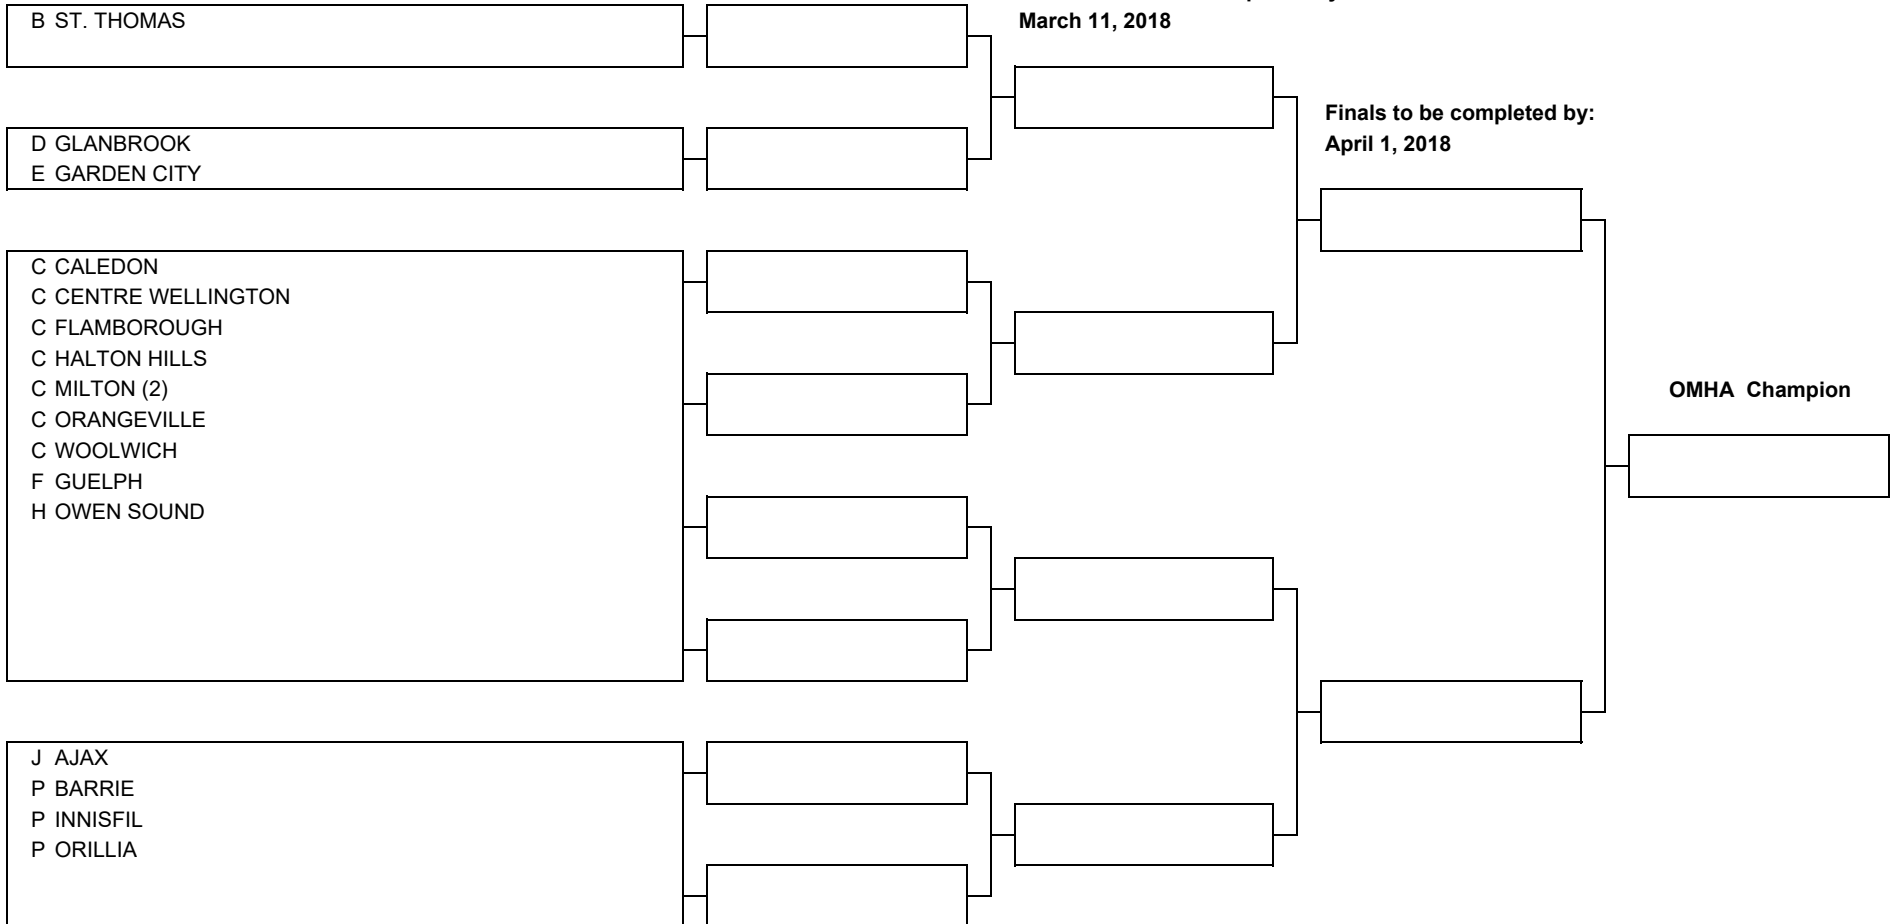 B ST. THOMAS
March 11, 2018
Finals to be completed by:
D GLANBROOK
April 1, 2018
E GARDEN CITY
C CALEDON
C CENTRE WELLINGTON
C FLAMBOROUGH
C HALTON HILLS
C MILTON (2)
OMHA Champion
C ORANGEVILLE
C WOOLWICH
F GUELPH
H OWEN SOUND
J AJAX
P BARRIE
P INNISFIL
P ORILLIA